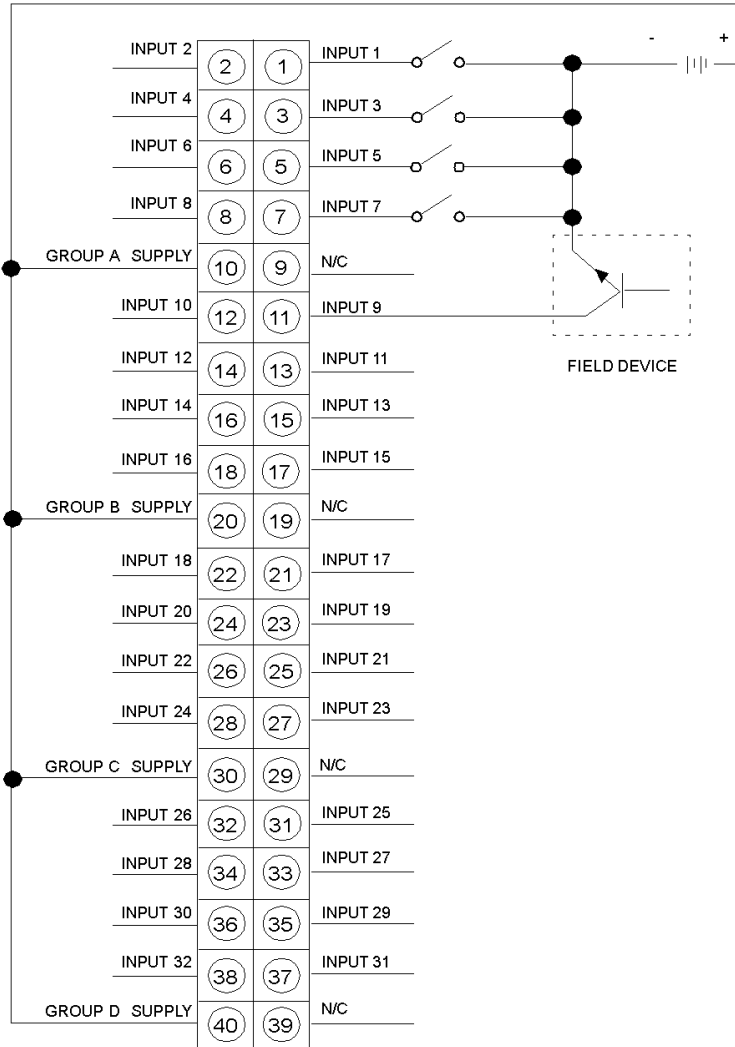 - +
INPUT 2 2 1 INPUT 1
INPUT 4 4 3 INPUT 3
INPUT 6 6 5 INPUT 5
INPUT 8 8 7 INPUT 7
GROUP A SUPPLY 10 9 N/C
INPUT 10 12 11 INPUT 9
INPUT 12 14 13 INPUT 11
FIELD DEVICE
INPUT 14 16 15 INPUT 13
INPUT 16 18 17 INPUT 15
GROUP B SUPPLY 20 19 N/C
INPUT 18 22 21 INPUT 17
INPUT 20 24 23 INPUT 19
INPUT 22 26 25 INPUT 21
INPUT 24 28 27 INPUT 23
GROUP C SUPPLY 30 29 N/C
INPUT 26 32 31 INPUT 25
INPUT 28 34 33 INPUT 27
INPUT 30 36 35 INPUT 29
INPUT 32 38 37 INPUT 31
GROUP D SUPPLY 40 39 N/C